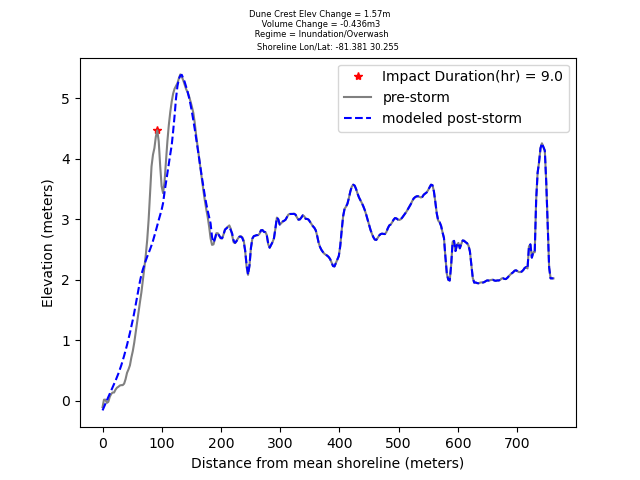 Dune Crest Elev Change = 1.57m
Volume Change = -0.436m3
Regime = Inundation/Overwash
Shoreline Lon/Lat: -81.381 30.255
Impact Duration(hr) = 9.0
pre-storm
modeled post-storm
Elevation (meters)
5
4
3
2
1
0
0 100 200 300 400 500 600 700
Distance from mean shoreline (meters)